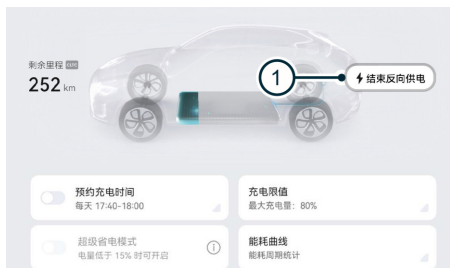 剩余里程
252 km
1
结束反向供电
预约充电时间
每天 17:40-18:00
充电限值
最大充电量：80%
超级省电模式
电量低于 15% 时可开启
能耗曲线
能耗周期统计